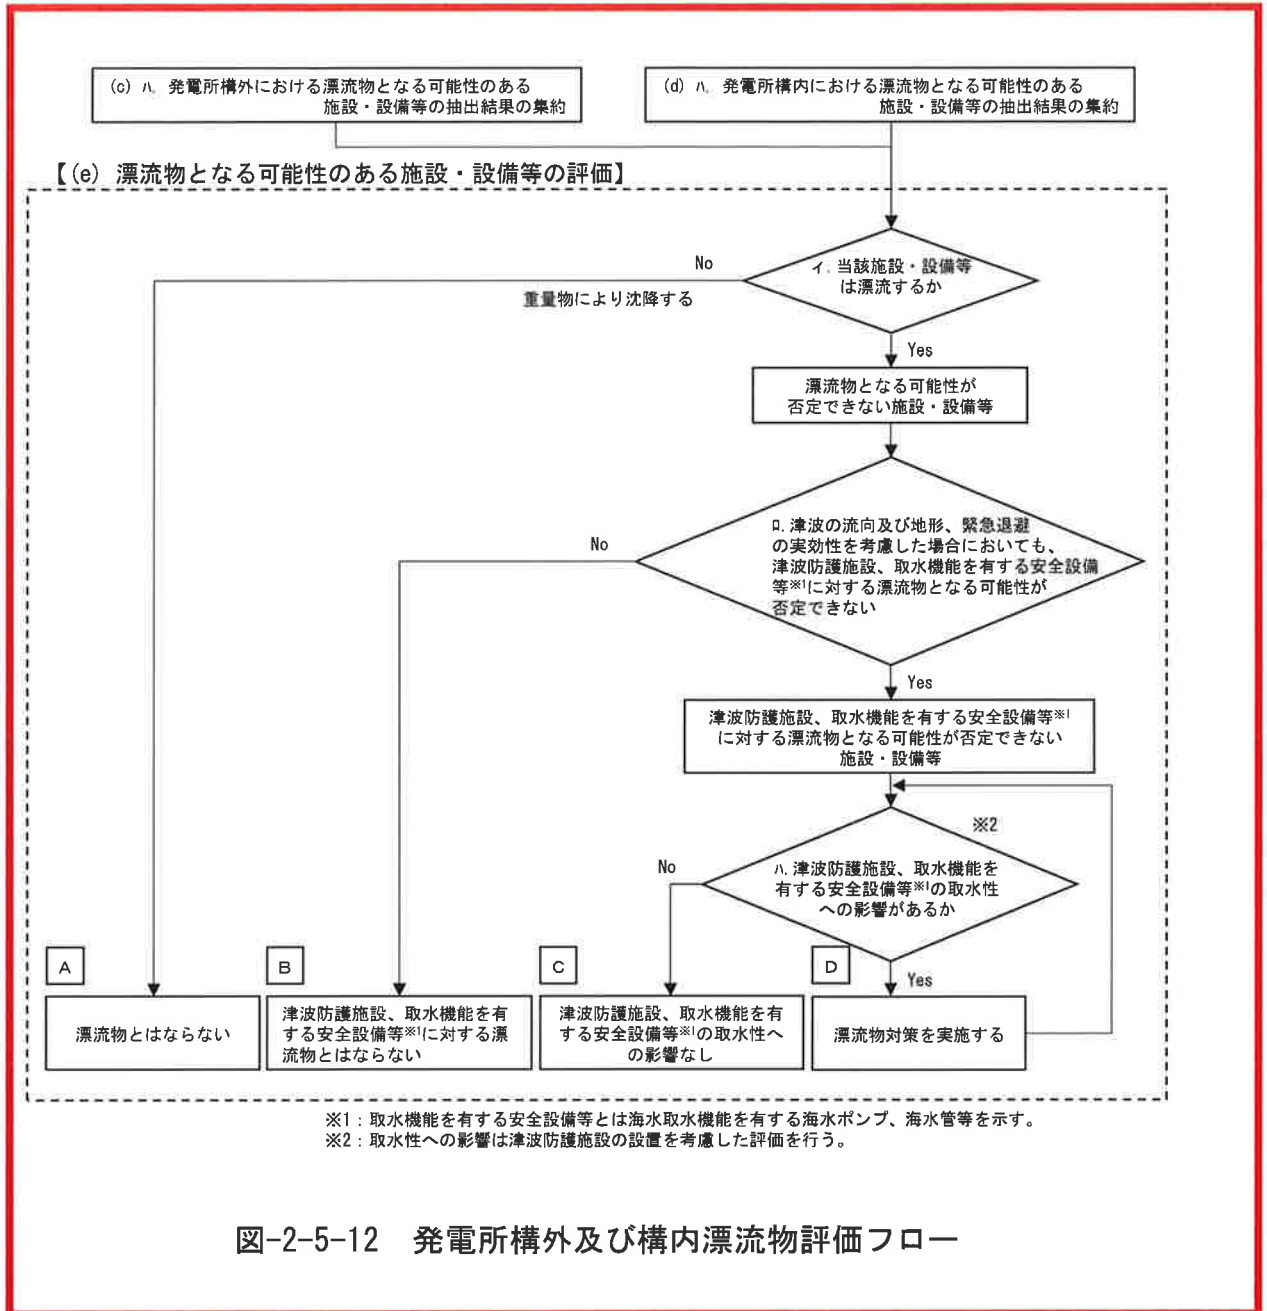 (c) ハ. 発電所構外における漂流物となる可能性のある
施設・設備等の抽出結果の集約
(d) ハ. 発電所構内における漂流物となる可能性のある
施設・設備等の抽出結果の集約
【(e) 漂流物となる可能性のある施設・設備等の評価】
イ. 当該施設・設備等
は漂流するか
No
重量物により沈降する
Yes
漂流物となる可能性が
否定できない施設・設備等
ロ. 津波の流向及び地形、緊急退避
の実効性を考慮した場合においても、
津波防護施設、取水機能を有する安全設備
等※1に対する漂流物となる可能性が
否定できない
No
Yes
津波防護施設、取水機能を有する安全設備等※1
に対する漂流物となる可能性が否定できない
施設・設備等
※2
ハ. 津波防護施設、取水機能を
有する安全設備等※1の取水性
への影響があるか
No
Yes
A
漂流物とはならない
B
津波防護施設、取水機能を有
する安全設備等※1に対する漂
流物とはならない
C
津波防護施設、取水機能を有
する安全設備等※1の取水性へ
の影響なし
D
漂流物対策を実施する
※1：取水機能を有する安全設備等とは海水取水機能を有する海水ポンプ、海水管等を示す。
※2：取水性への影響は津波防護施設の設置を考慮した評価を行う。
図-2-5-12 発電所構外及び構内漂流物評価フロー